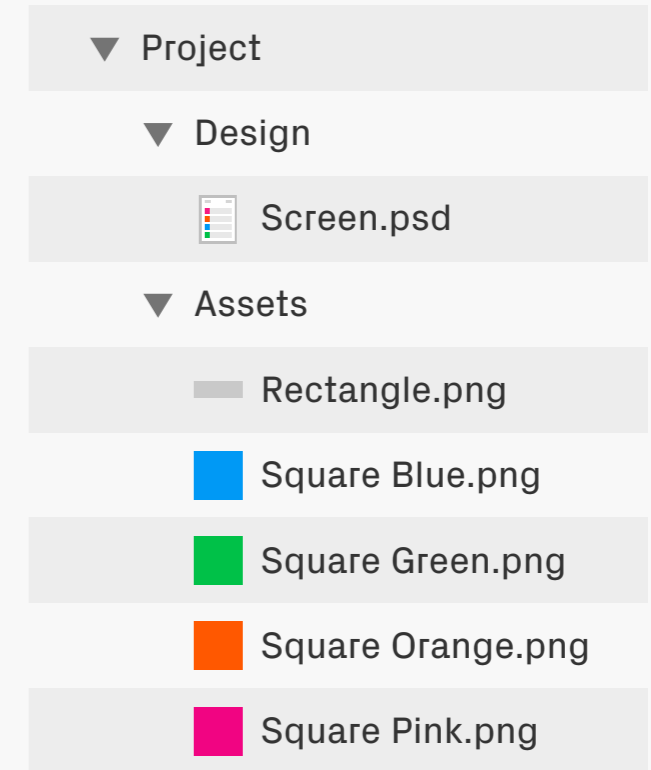 Project
Design
Screen.psd
Assets
Rectangle.png
Square Blue.png
Square Green.png
Square Orange.png
Square Pink.png